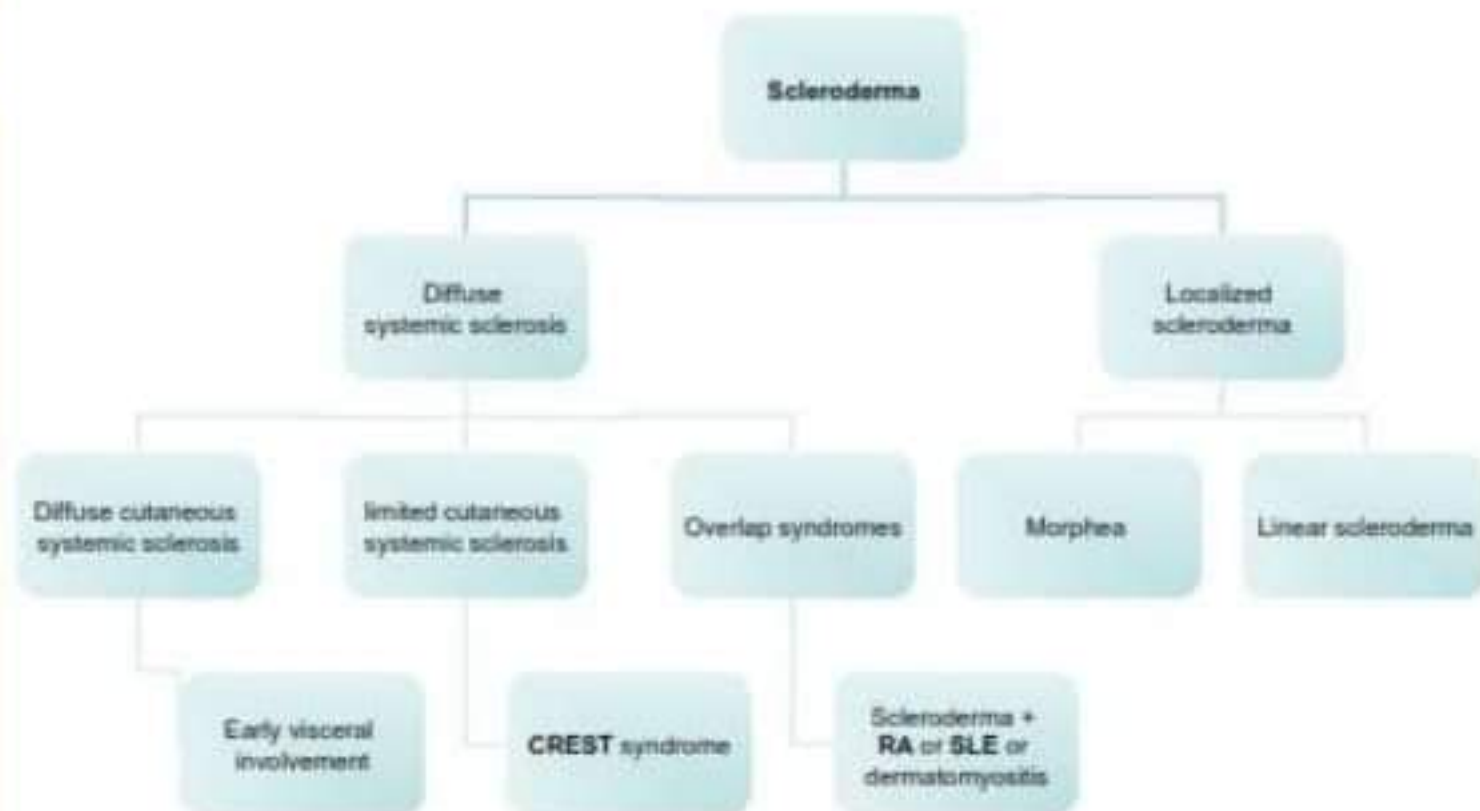 Scleroderma
Diffuse
systemic sclerosis
Localized
scleroderma
Diffuse cutaneous
systemic sclerosis
limited cutaneous
systemic sclerosis
Overlap syndromes
Morphea
Linear scleroderma
Early visceral
involvement
CREST syndrome
Scleroderma +
RA or SLE or
dermatomyositis